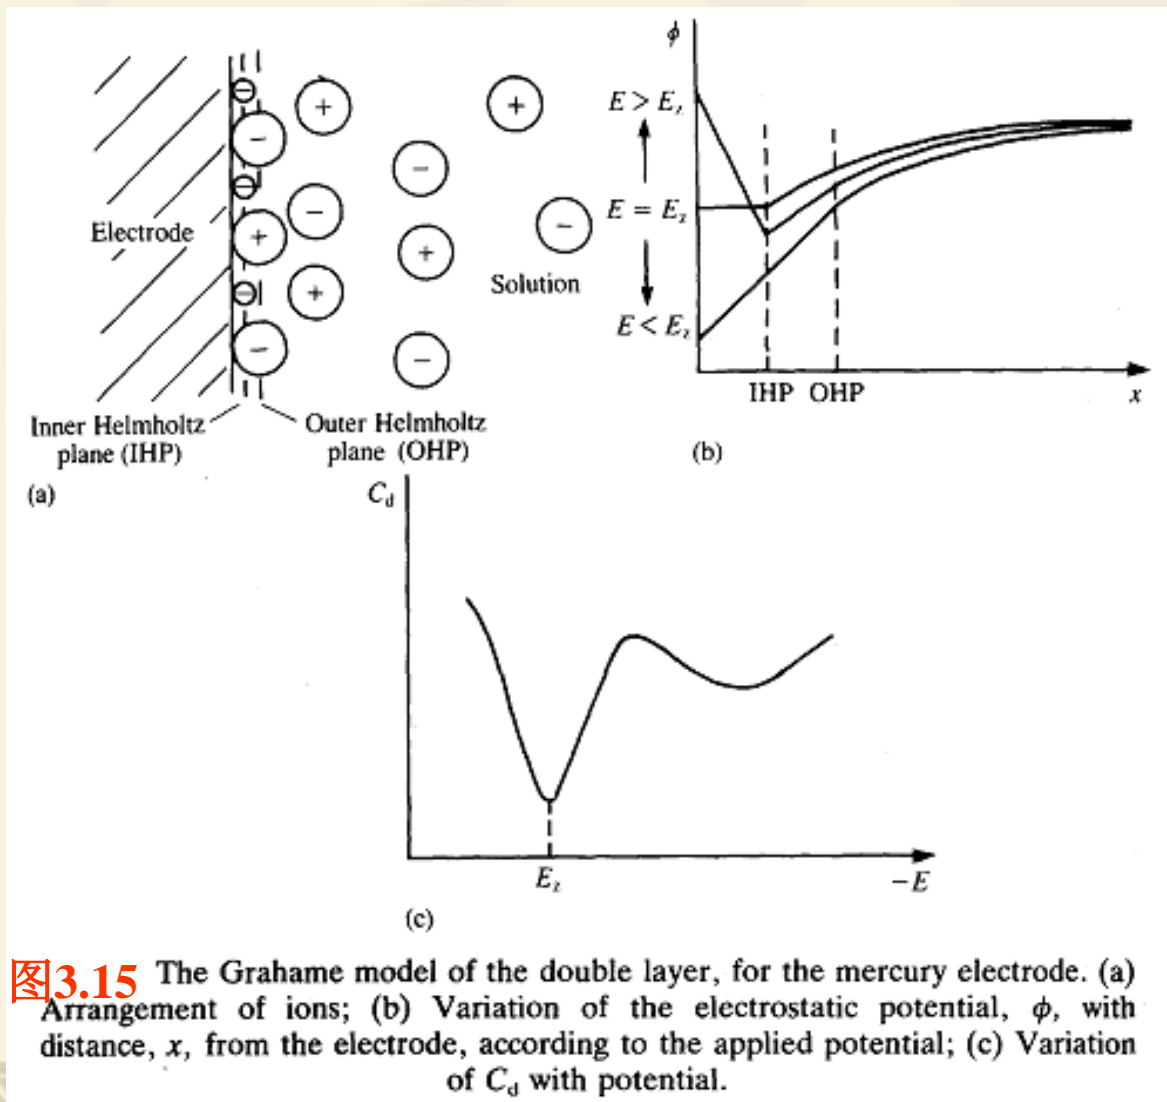 Electrode
Solution
Inner Helmholtz
plane (IHP)
Outer Helmholtz
plane (OHP)
(a)
ϕ
E > E_z
E = E_z
E < E_z
IHP OHP
x
(b)
C_d
E_z
−E
(c)
图3.15 The Grahame model of the double layer, for the mercury electrode. (a)
Arrangement of ions; (b) Variation of the electrostatic potential, ϕ, with
distance, x, from the electrode, according to the applied potential; (c) Variation
of C_d with potential.